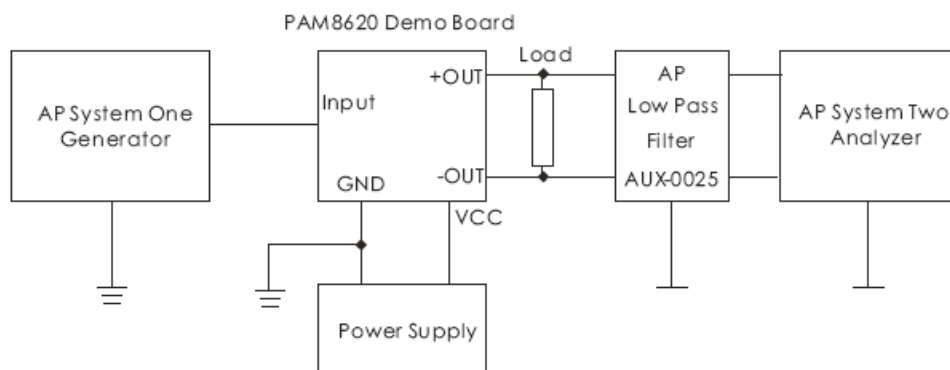 PAM8620 Demo Board
Load
AP System One
Generator
Input
+OUT
-OUT
GND
VCC
AP
Low Pass
Filter
AUX-0025
AP System Two
Analyzer
Power Supply